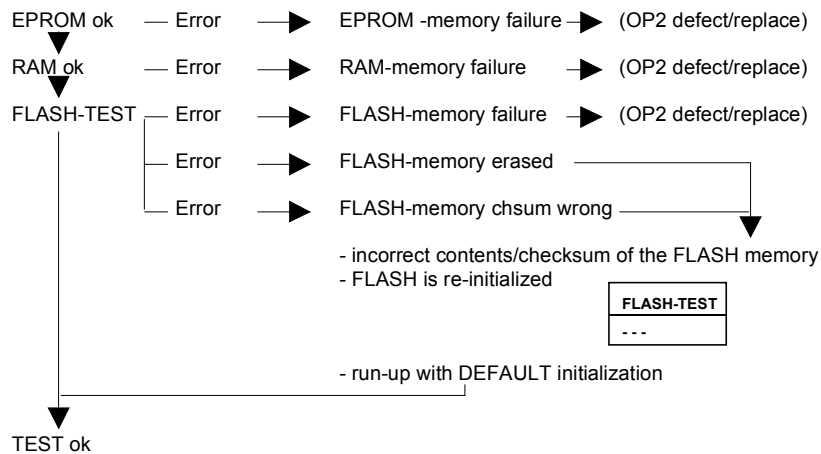 EPROM ok Error EPROM -memory failure (OP2 defect/replace)
RAM ok Error RAM-memory failure (OP2 defect/replace)
FLASH-TEST Error FLASH-memory failure (OP2 defect/replace)
Error FLASH-memory erased
Error FLASH-memory chsum wrong
- incorrect contents/checksum of the FLASH memory
- FLASH is re-initialized
FLASH-TEST
- - -
- run-up with DEFAULT initialization
TEST ok